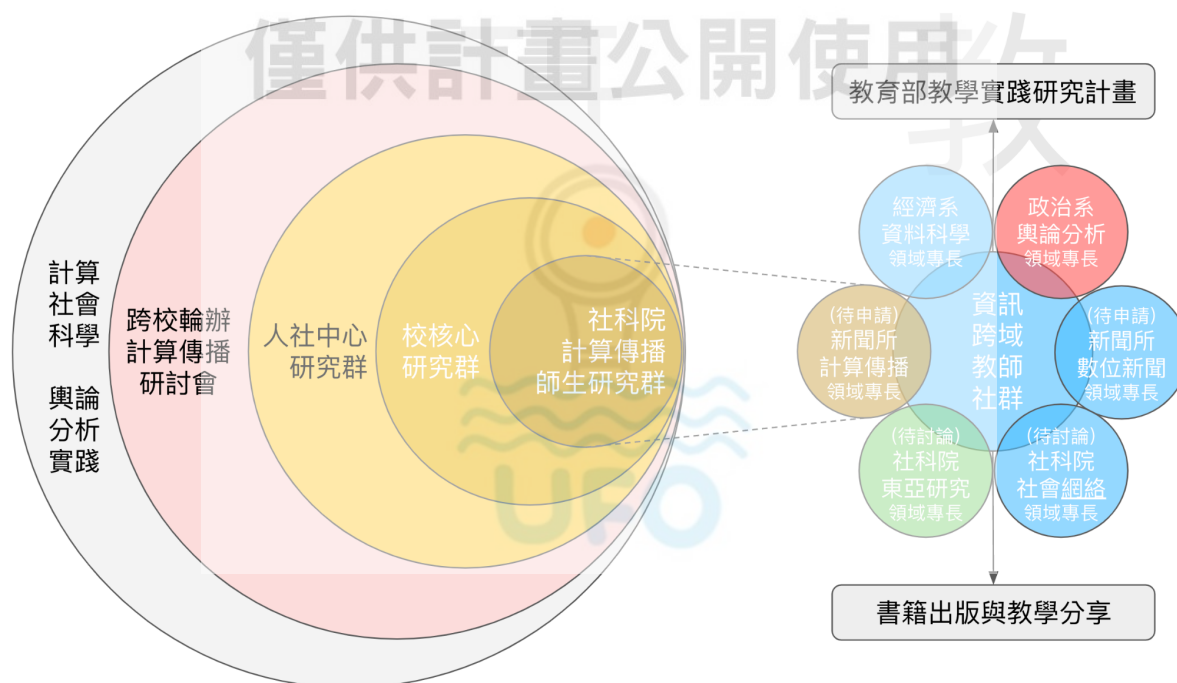 僅供計畫公開使用
教
教育部教學實踐研究計畫
計算
社會
科學
輿論
分析
實踐
跨校輪辦
計算傳播
研討會
人社中心
研究群
校核心
研究群
社科院
計算傳播
師生研究群
經濟系
資料科學
領域專長
政治系
輿論分析
領域專長
(待申請)
新聞所
計算傳播
領域專長
資訊
跨域
教師
社群
(待申請)
新聞所
數位新聞
領域專長
(待討論)
社科院
東亞研究
領域專長
(待討論)
社科院
社會網絡
領域專長
UFO
書籍出版與教學分享